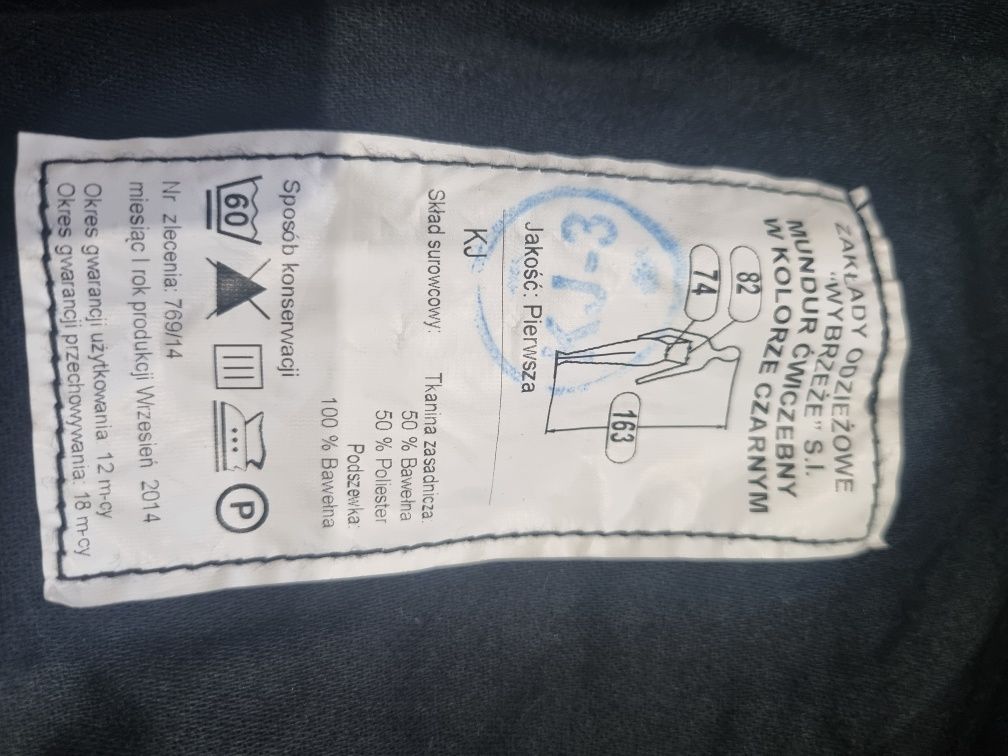 ZAKŁADY ODZIEŻOWE
"WYBRZEŻE" S.I.
MUNDUR ĆWICZEBNY
W KOLORZE CZARNYM
82
74
163
KJ-3
Jakość: Pierwsza
KJ
Skład surowcowy: Tkanina zasadnicza:
50 % Bawełna
50 % Poliester
Podszewka:
100 % Bawełna
Sposób konserwacji
60
P
Nr zlecenia: 769/14
miesiąc I rok produkcji Wrzesień 2014
Okres gwarancji użytkowania 12 m-cy
Okres gwarancji przechowywania: 18 m-cy